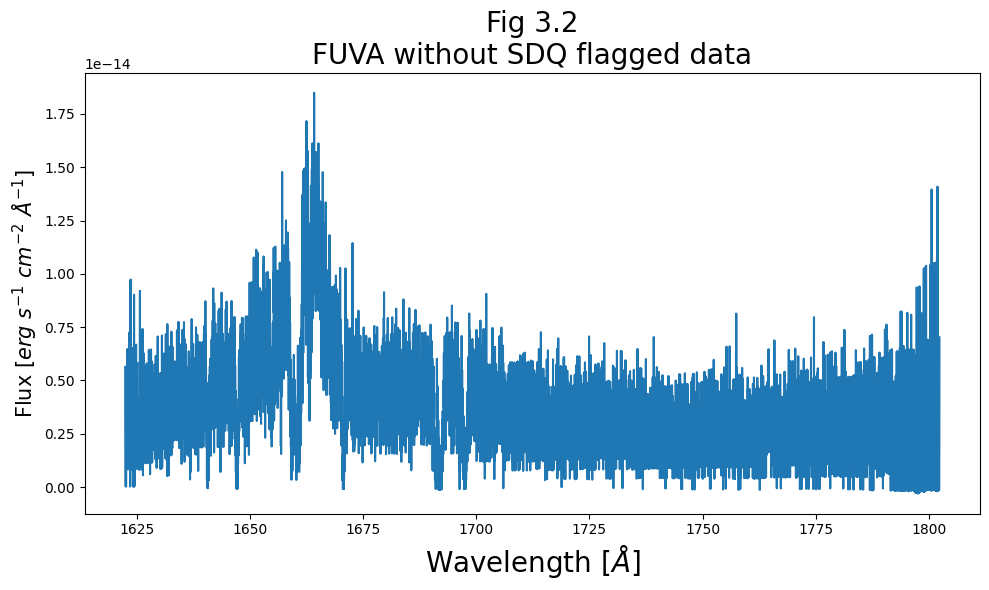 Fig 3.2
FUVA without SDQ flagged data
1e−14
1.75
1.50
1.25
1.00
0.75
0.50
0.25
0.00
Flux [erg s⁻¹ cm⁻² Å⁻¹]
1625 1650 1675 1700 1725 1750 1775 1800
Wavelength [Å]